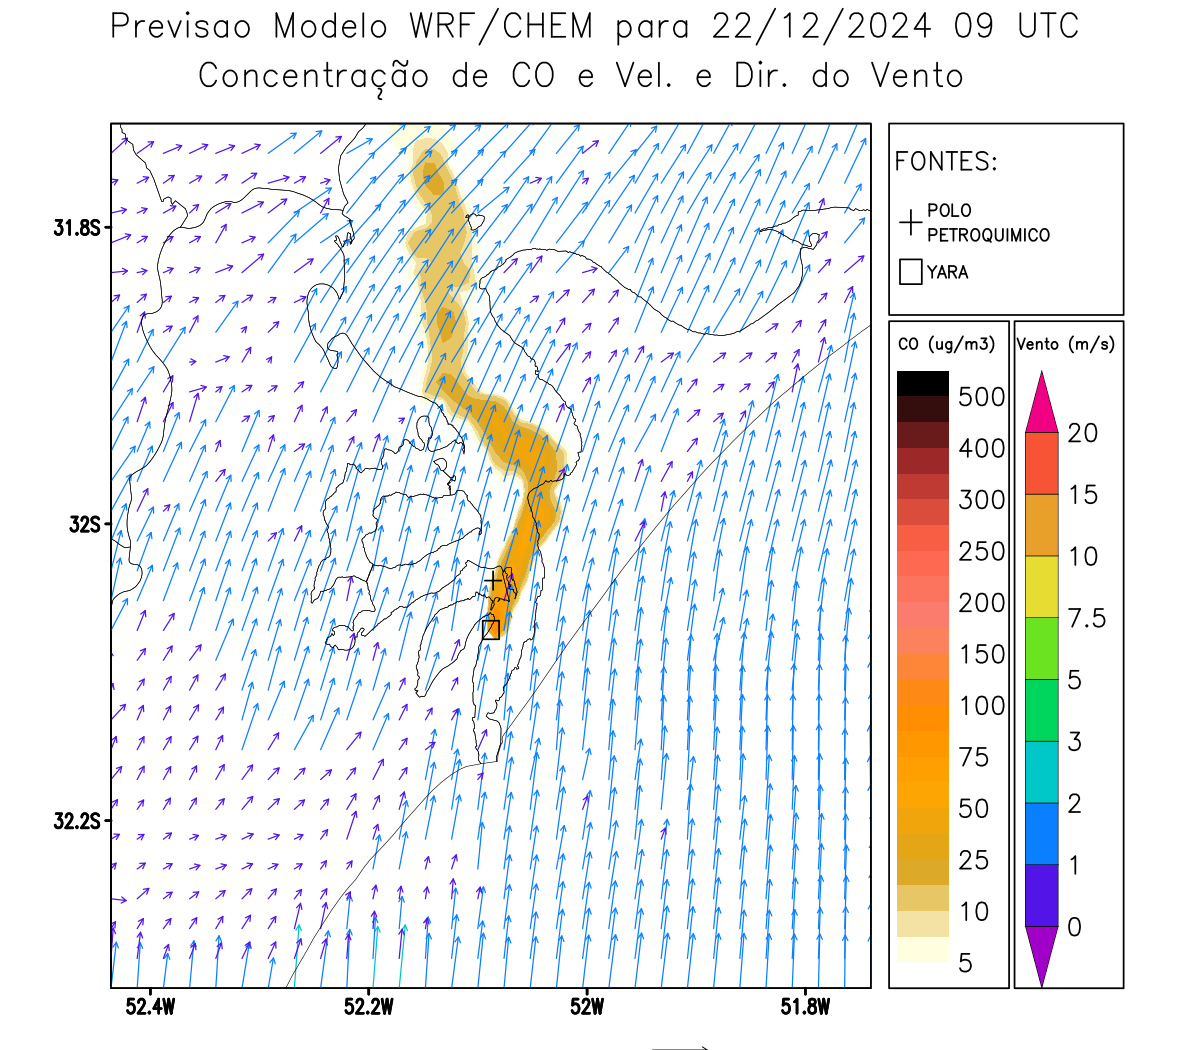 Previsao Modelo WRF/CHEM para 22/12/2024 09 UTC
Concentração de CO e Vel. e Dir. do Vento
FONTES:
POLO
PETROQUIMICO
YARA
CO (ug/m3)
500
400
300
250
200
150
100
75
50
25
10
5
Vento (m/s)
20
15
10
7.5
5
3
2
1
0
31.8S
32S
32.2S
52.4W
52.2W
52W
51.8W